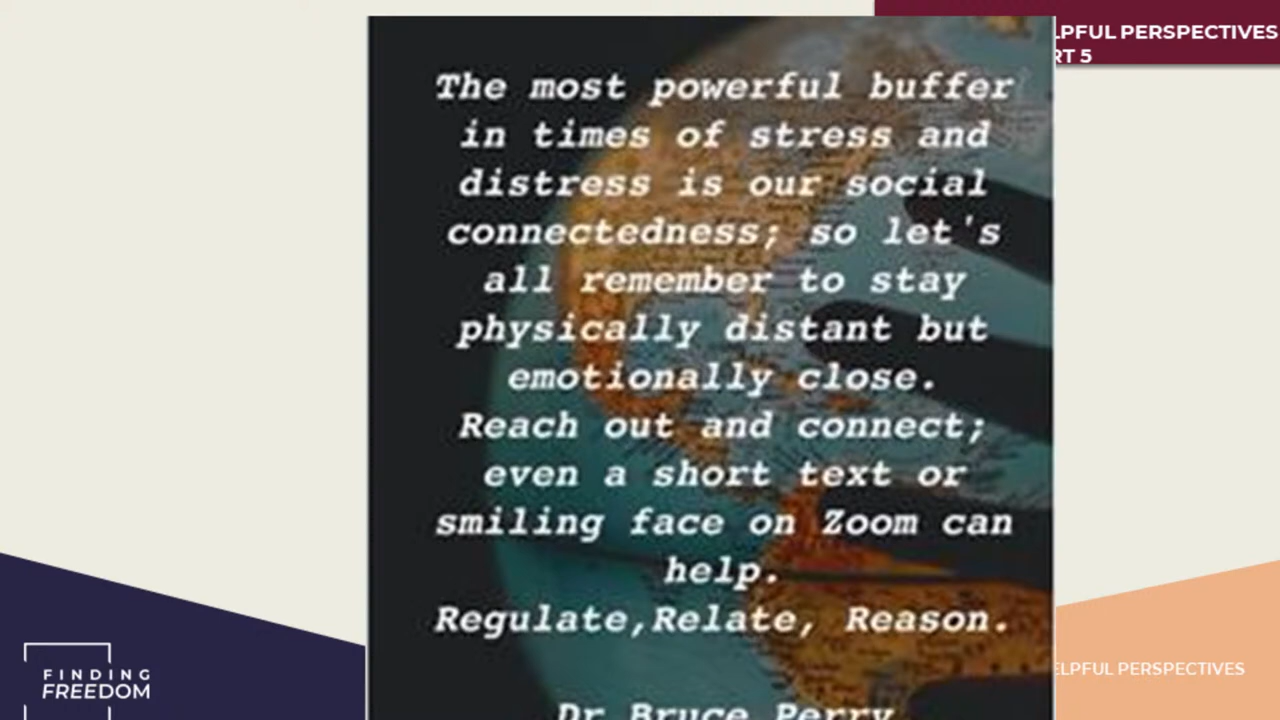 LPFUL PERSPECTIVES
RT 5
The most powerful buffer
in times of stress and
distress is our social
connectedness; so let's
all remember to stay
physically distant but
emotionally close.
Reach out and connect;
even a short text or
smiling face on Zoom can
help.
Regulate,Relate, Reason.
Dr Bruce Perry
FINDING
FREEDOM
ELPFUL PERSPECTIVES